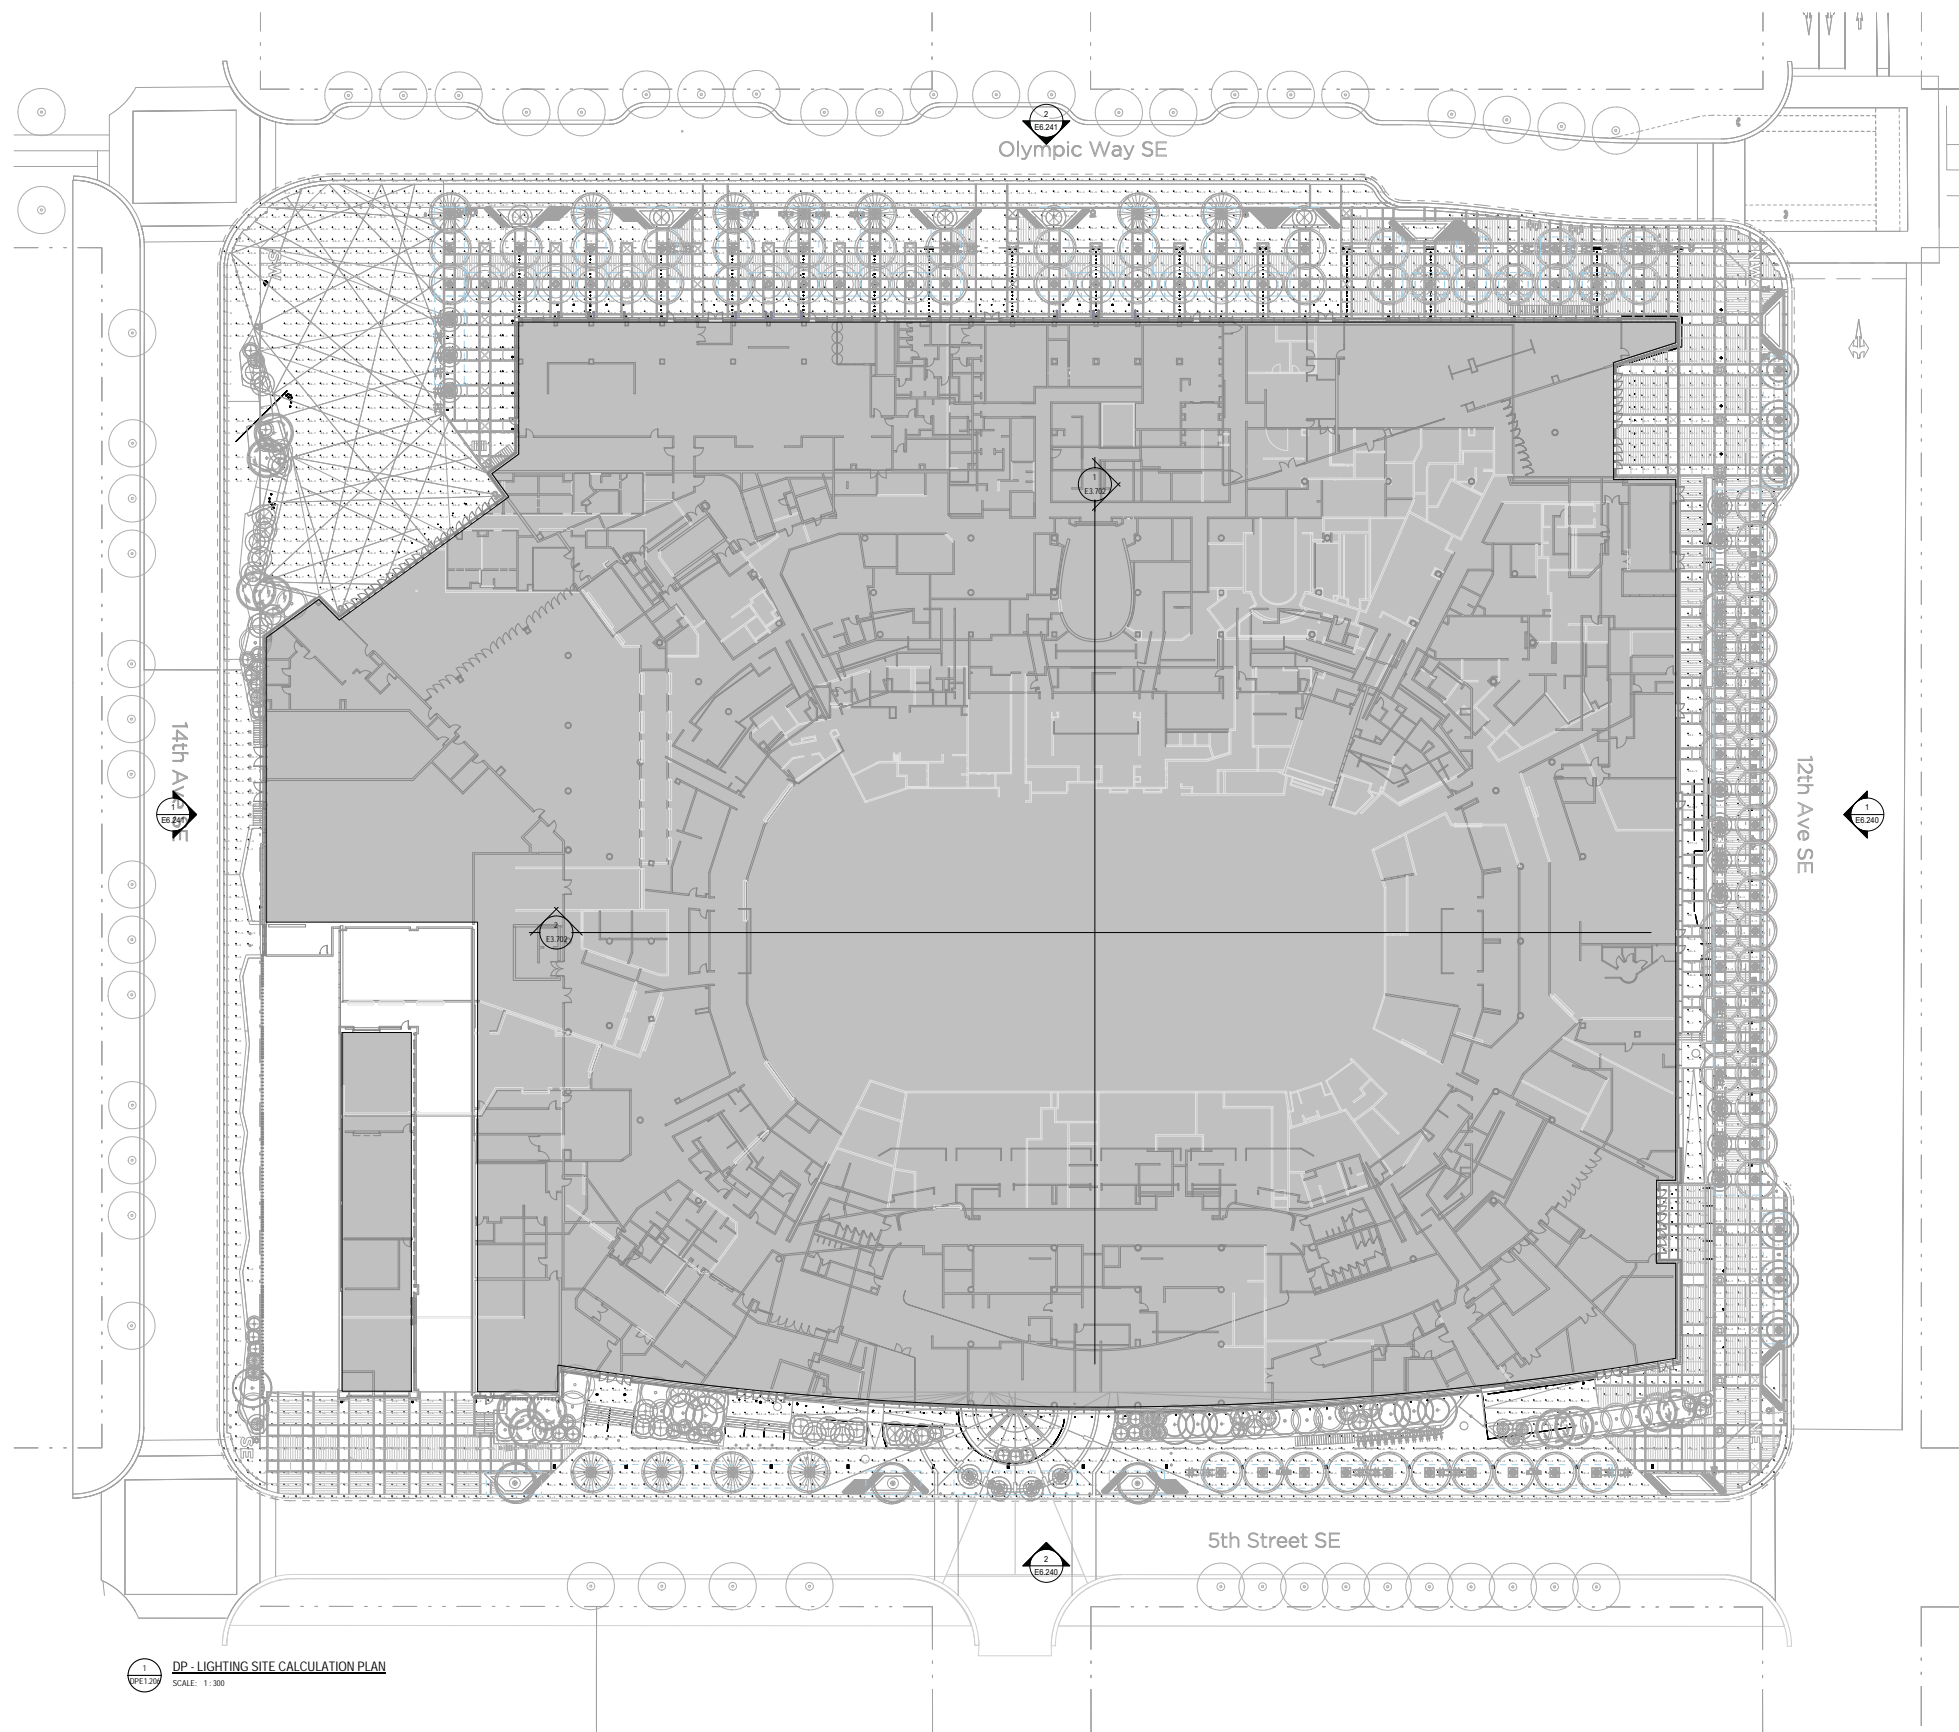 2
E6.241
Olympic Way SE
1
E3.702
14th Ave SE
1
E6.241
12th Ave SE
1
E6.240
2
E3.702
5th Street SE
2
E6.240
1
DPE1.206
DP - LIGHTING SITE CALCULATION PLAN
SCALE: 1 : 300